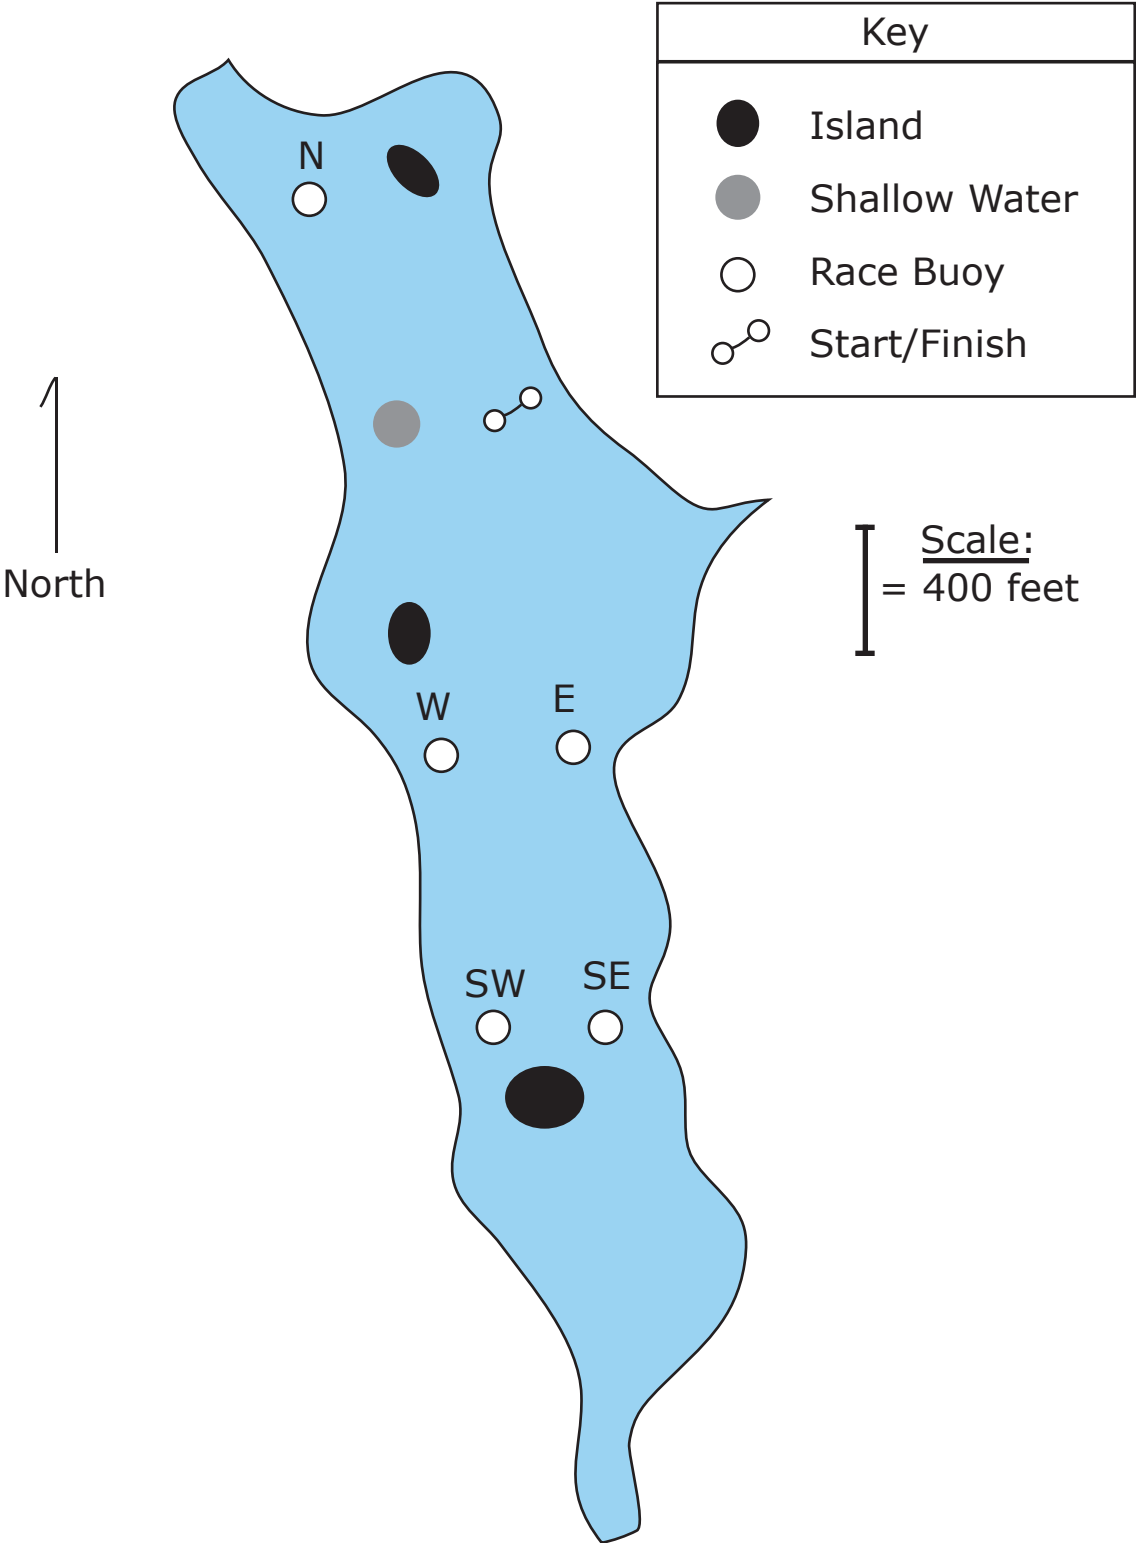 Key
Island
Shallow Water
Race Buoy
Start/Finish
N
North
Scale:
= 400 feet
W
E
SW
SE